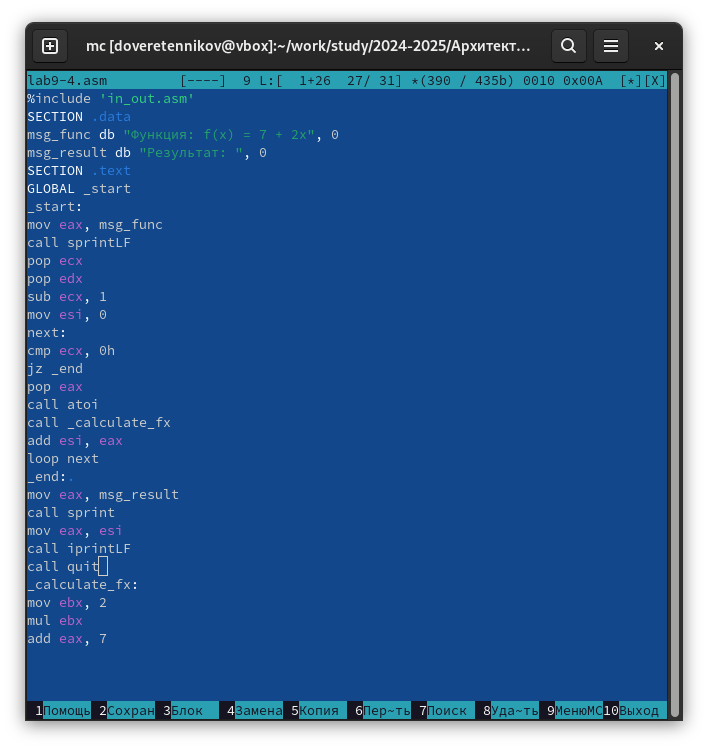 mc [doveretennikov@vbox]:~/work/study/2024-2025/Архитект...
lab9-4.asm [----] 9 L:[ 1+26 27/ 31] *(390 / 435b) 0010 0x00A [*][X]
%include 'in_out.asm'
SECTION .data
msg_func db "Функция: f(x) = 7 + 2x", 0
msg_result db "Результат: ", 0
SECTION .text
GLOBAL _start
_start:
mov eax, msg_func
call sprintLF
pop ecx
pop edx
sub ecx, 1
mov esi, 0
next:
cmp ecx, 0h
jz _end
pop eax
call atoi
call _calculate_fx
add esi, eax
loop next
_end:.
mov eax, msg_result
call sprint
mov eax, esi
call iprintLF
call quit
_calculate_fx:
mov ebx, 2
mul ebx
add eax, 7
1Помощь 2Сохран 3Блок 4Замена 5Копия 6Пер~ть 7Поиск 8Уда~ть 9МенюMC 10Выход